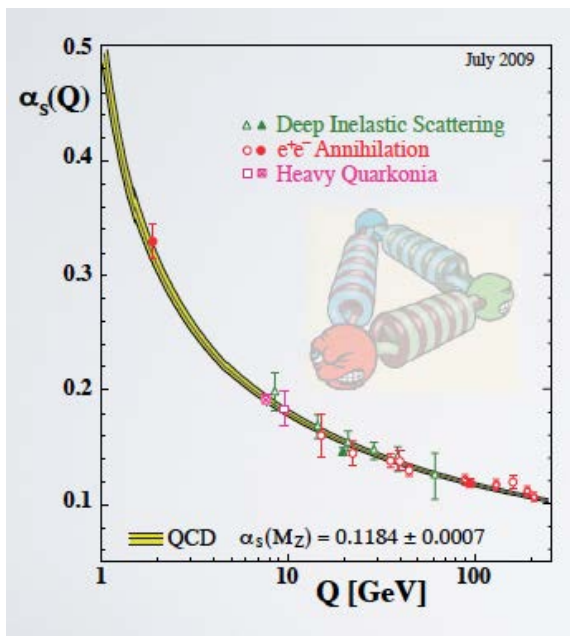 0.5
July 2009
αs(Q)
△ ▲ Deep Inelastic Scattering
○ ● e⁺e⁻ Annihilation
□ ⊠ Heavy Quarkonia
0.4
0.3
0.2
0.1
QCD αs(MZ) = 0.1184 ± 0.0007
1 10 100
Q [GeV]